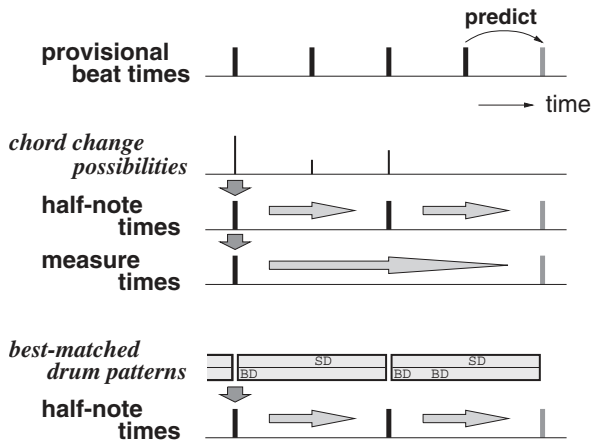 predict
provisional
beat times
time
chord change
possibilities
half-note
times
measure
times
best-matched
drum patterns
SD SD
BD BD BD
half-note
times